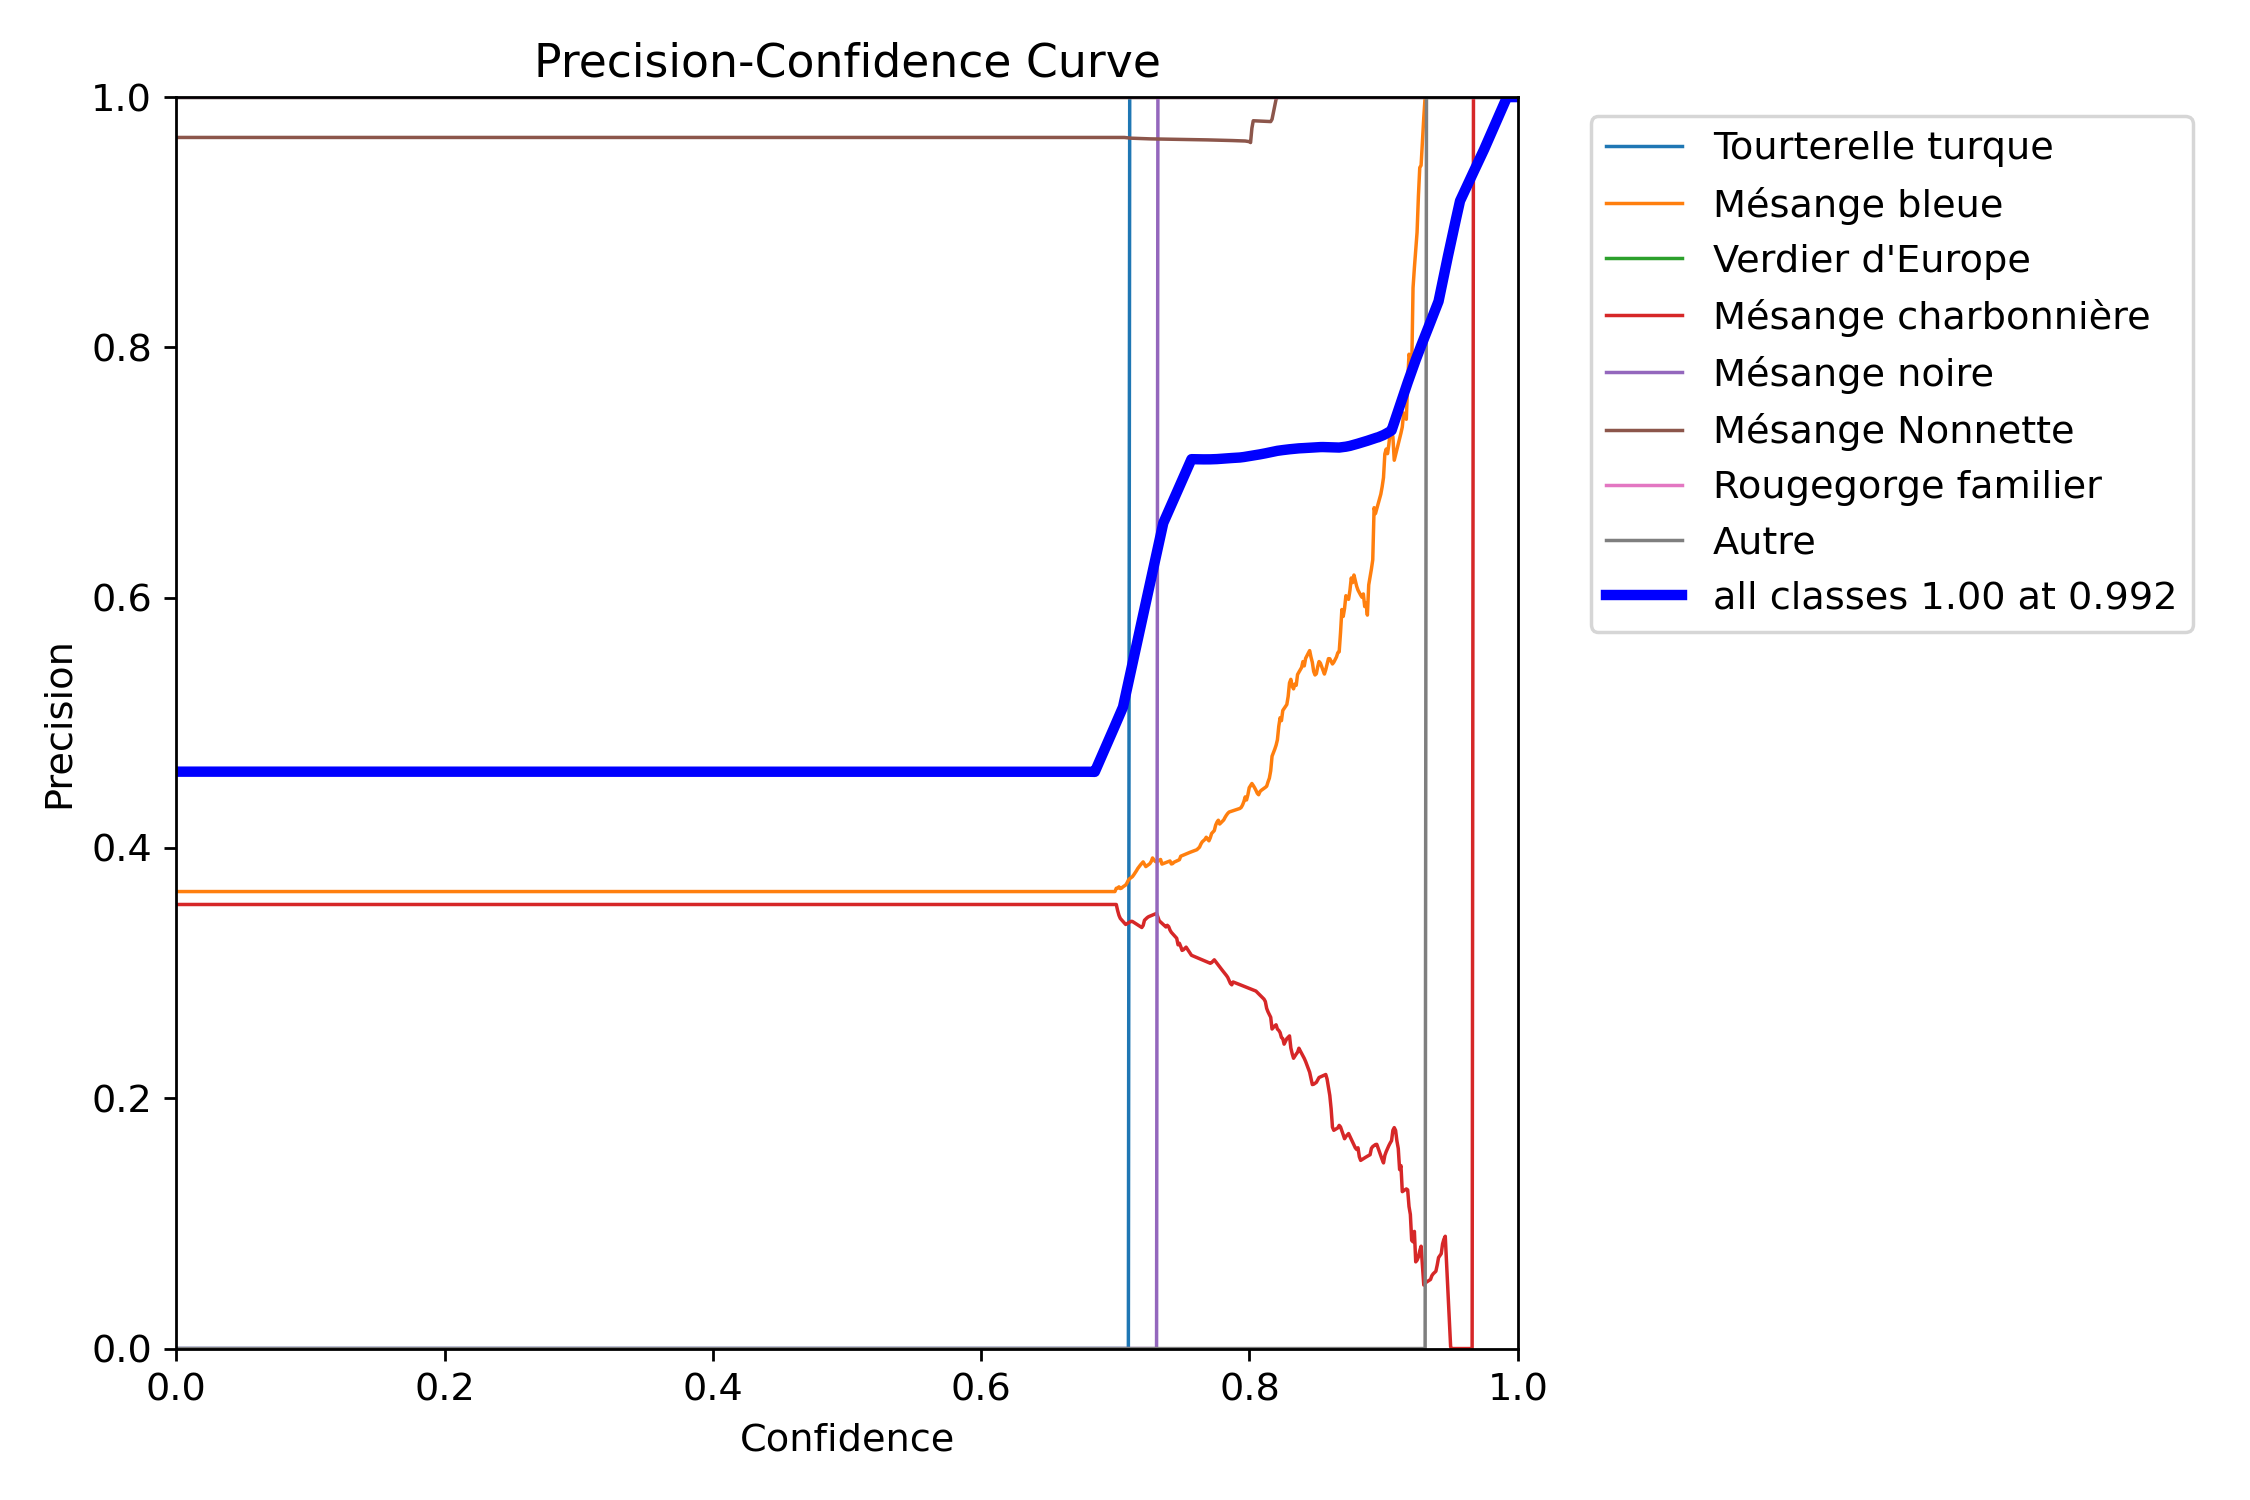 Precision-Confidence Curve
1.0
0.8
0.6
0.4
0.2
0.0
Precision
0.0 0.2 0.4 0.6 0.8 1.0
Confidence
Tourterelle turque
Mésange bleue
Verdier d'Europe
Mésange charbonnière
Mésange noire
Mésange Nonnette
Rougegorge familier
Autre
all classes 1.00 at 0.992